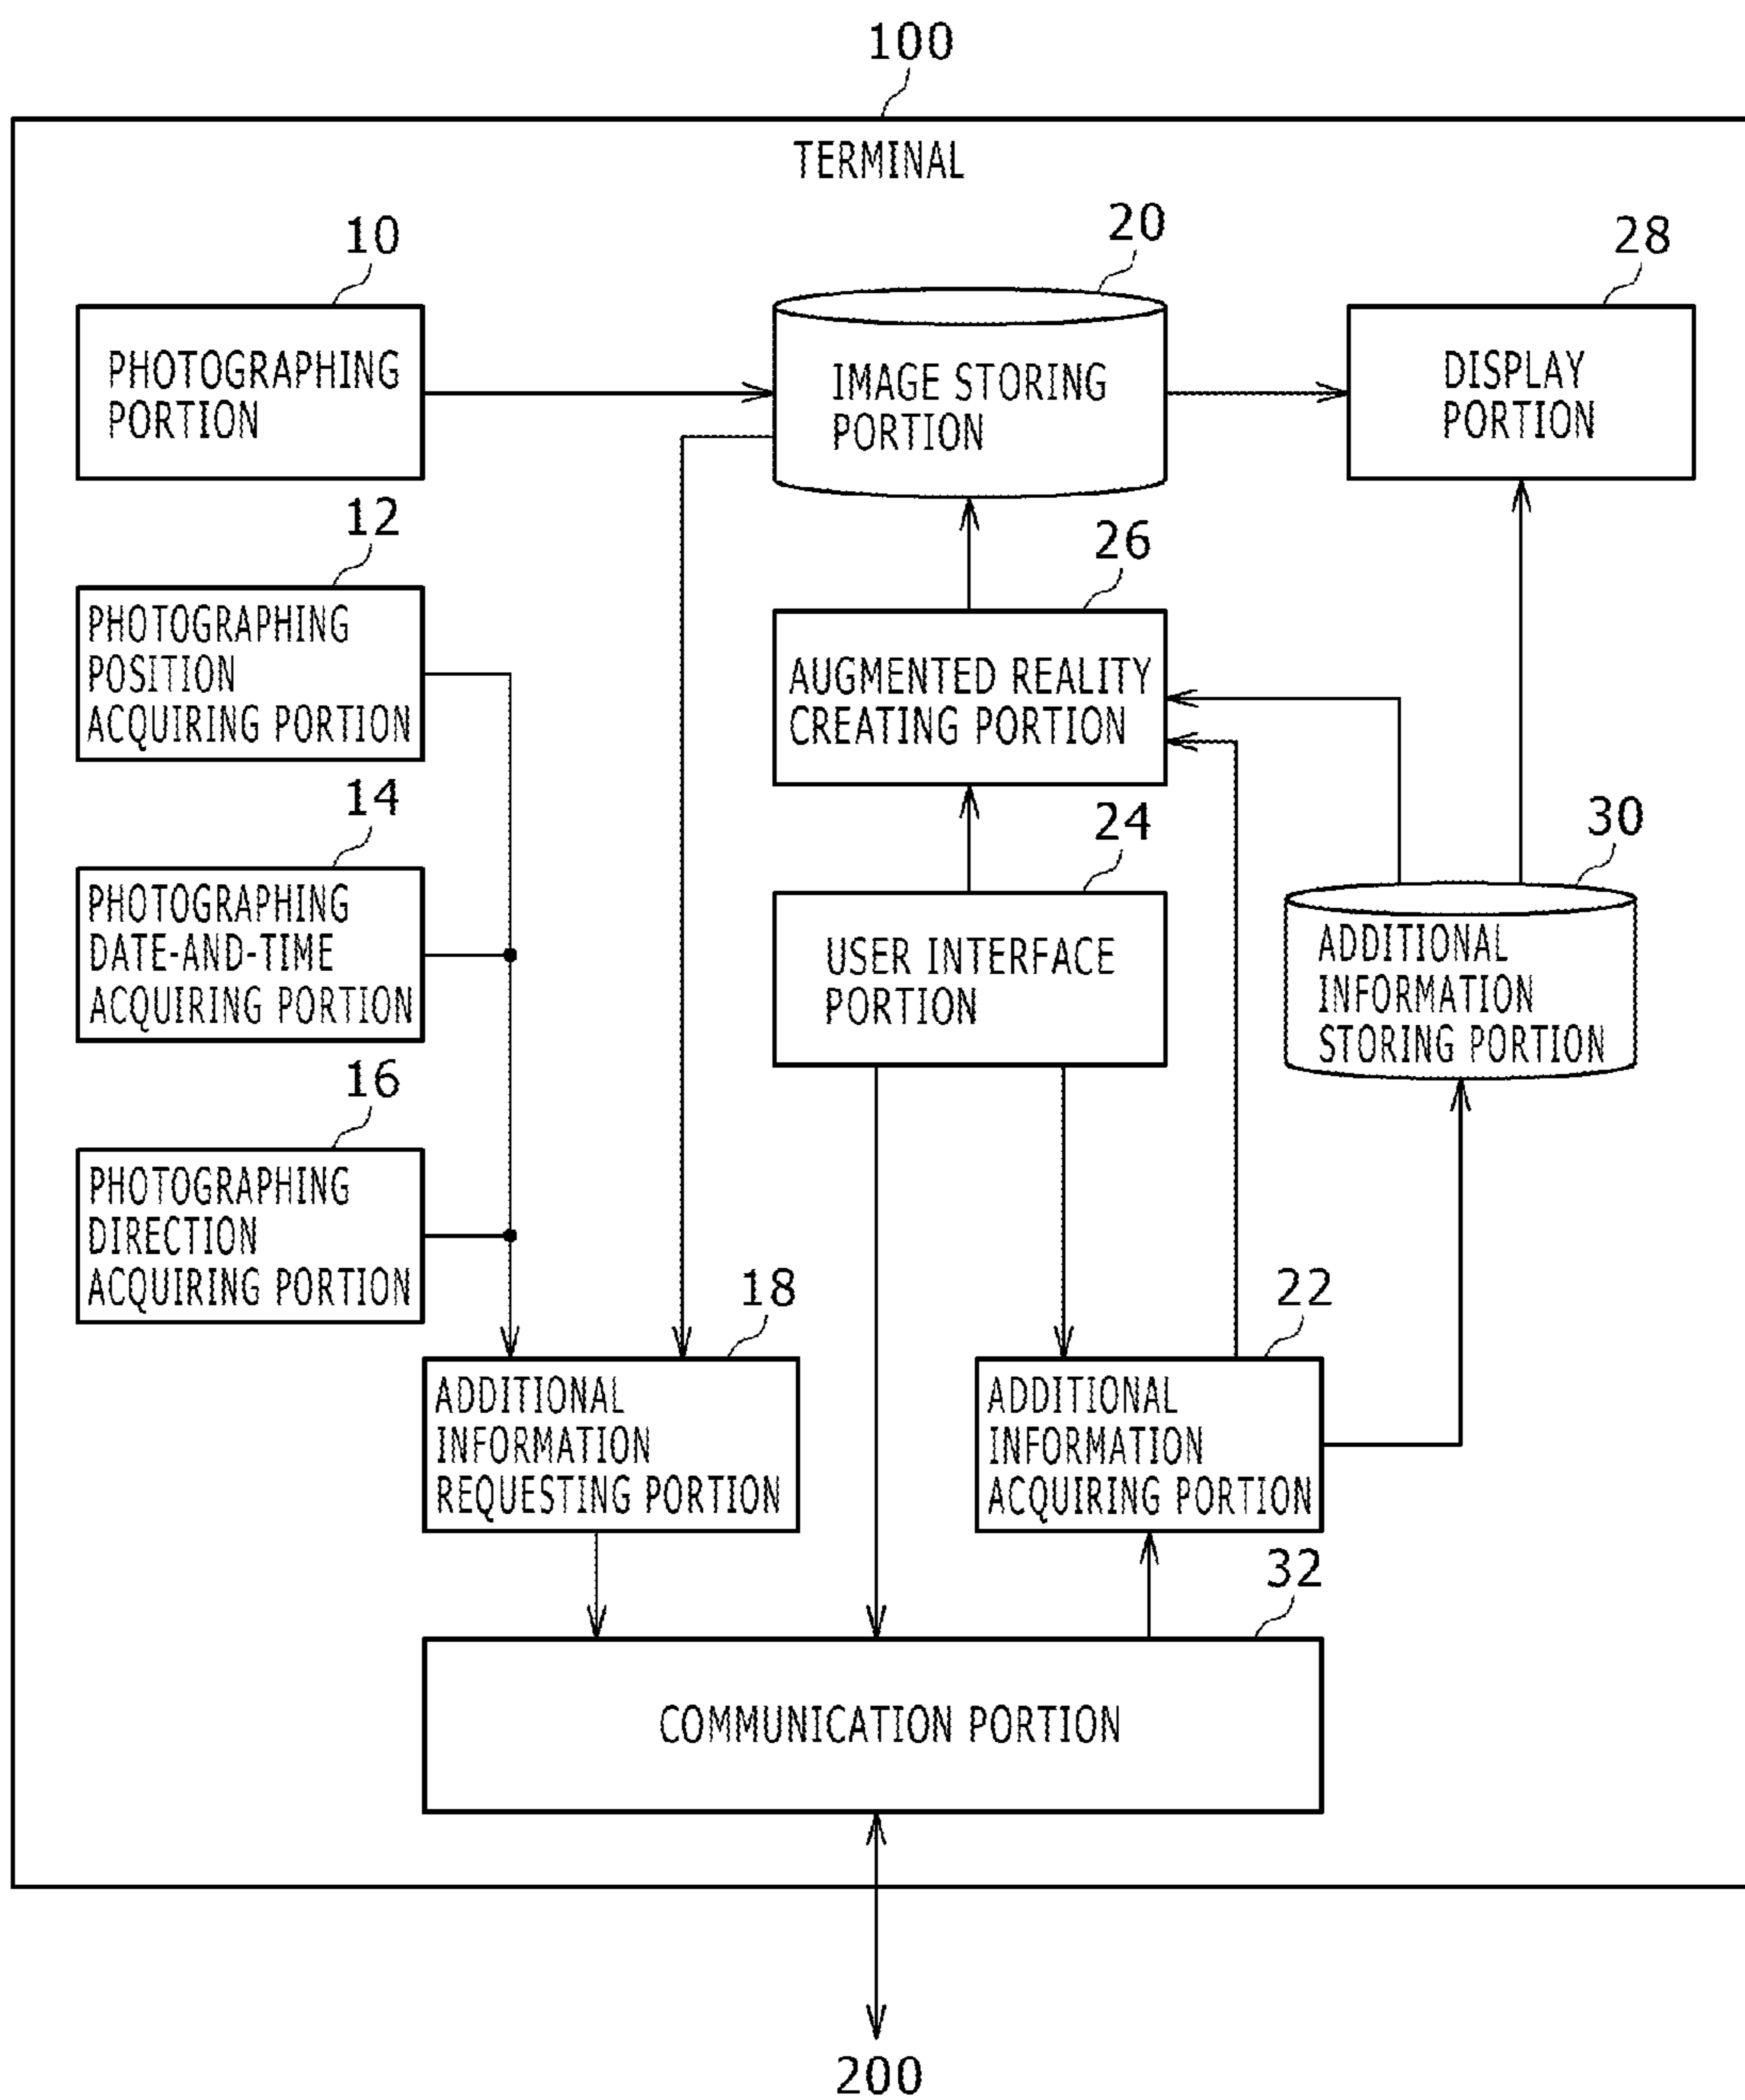 100
TERMINAL
10
PHOTOGRAPHING
PORTION
20
IMAGE STORING
PORTION
28
DISPLAY
PORTION
12
PHOTOGRAPHING
POSITION
ACQUIRING PORTION
26
AUGMENTED REALITY
CREATING PORTION
14
PHOTOGRAPHING
DATE-AND-TIME
ACQUIRING PORTION
24
USER INTERFACE
PORTION
30
ADDITIONAL
INFORMATION
STORING PORTION
16
PHOTOGRAPHING
DIRECTION
ACQUIRING PORTION
18
ADDITIONAL
INFORMATION
REQUESTING PORTION
22
ADDITIONAL
INFORMATION
ACQUIRING PORTION
32
COMMUNICATION PORTION
200